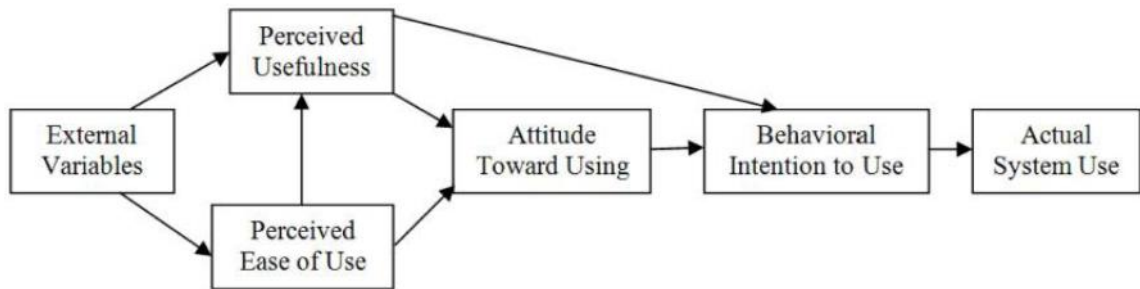 Perceived
Usefulness
External
Variables
Attitude
Toward Using
Behavioral
Intention to Use
Actual
System Use
Perceived
Ease of Use